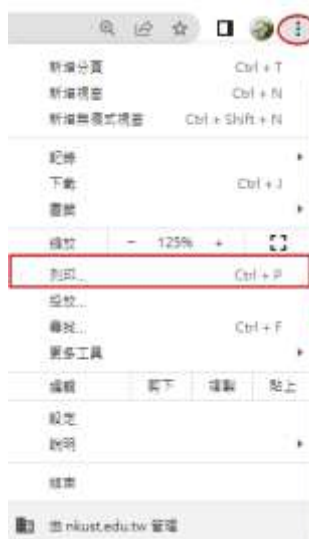 新增分頁 Ctrl + T
新增視窗 Ctrl + N
新增無痕式視窗 Ctrl + Shift + N
記錄
下載 Ctrl + J
書籤
縮放 - 125% +
列印... Ctrl + P
投放...
尋找... Ctrl + F
更多工具
編輯 剪下 複製 貼上
設定
說明
結束
由 nkust.edu.tw 管理